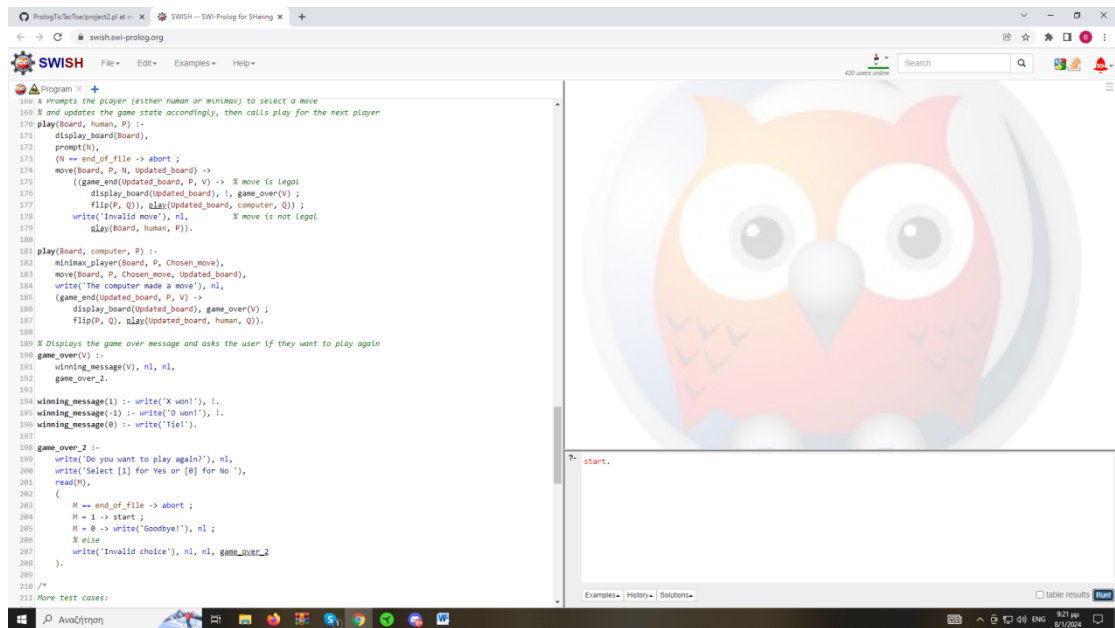 PrologTicTacToe/project2.pl at m
SWISH -- SWI-Prolog for SHaring
swish.swi-prolog.org
SWISH File Edit Examples Help
420 users online
Search
Program
168 % Prompts the player (either human or minimax) to select a move
169 % and updates the game state accordingly, then calls play for the next player
170 play(Board, human, P) :-
171 display_board(Board),
172 prompt(N),
173 (N == end_of_file -> abort ;
174 move(Board, P, N, Updated_board) ->
175 ((game_end(Updated_board, P, V) -> % move is legal
176 display_board(Updated_board), !, game_over(V) ;
177 flip(P, Q)), play(Updated_board, computer, Q)) ;
178 write('Invalid move'), nl, % move is not legal
179 play(Board, human, P)).
180
181 play(Board, computer, P) :-
182 minimax_player(Board, P, Chosen_move),
183 move(Board, P, Chosen_move, Updated_board),
184 write('The computer made a move'), nl,
185 (game_end(Updated_board, P, V) ->
186 display_board(Updated_board), game_over(V) ;
187 flip(P, Q), play(Updated_board, human, Q)).
188
189 % Displays the game over message and asks the user if they want to play again
190 game_over(V) :-
191 winning_message(V), nl, nl,
192 game_over_2.
193
194 winning_message(1) :- write('X won!'), !.
195 winning_message(-1) :- write('O won!'), !.
196 winning_message(0) :- write('Tie!').
197
198 game_over_2 :-
199 write('Do you want to play again?'), nl,
200 write('Select [1] for Yes or [0] for No '),
201 read(M),
202 (
203 M == end_of_file -> abort ;
204 M = 1 -> start ;
205 M = 0 -> write('Goodbye!'), nl ;
206 % else
207 write('Invalid choice'), nl, nl, game_over_2
208 ).
209
210 /*
211 More test cases:
?- start.
Examples History Solutions
table results Run!
Αναζήτηση
ENG
9:21 μμ
8/1/2024